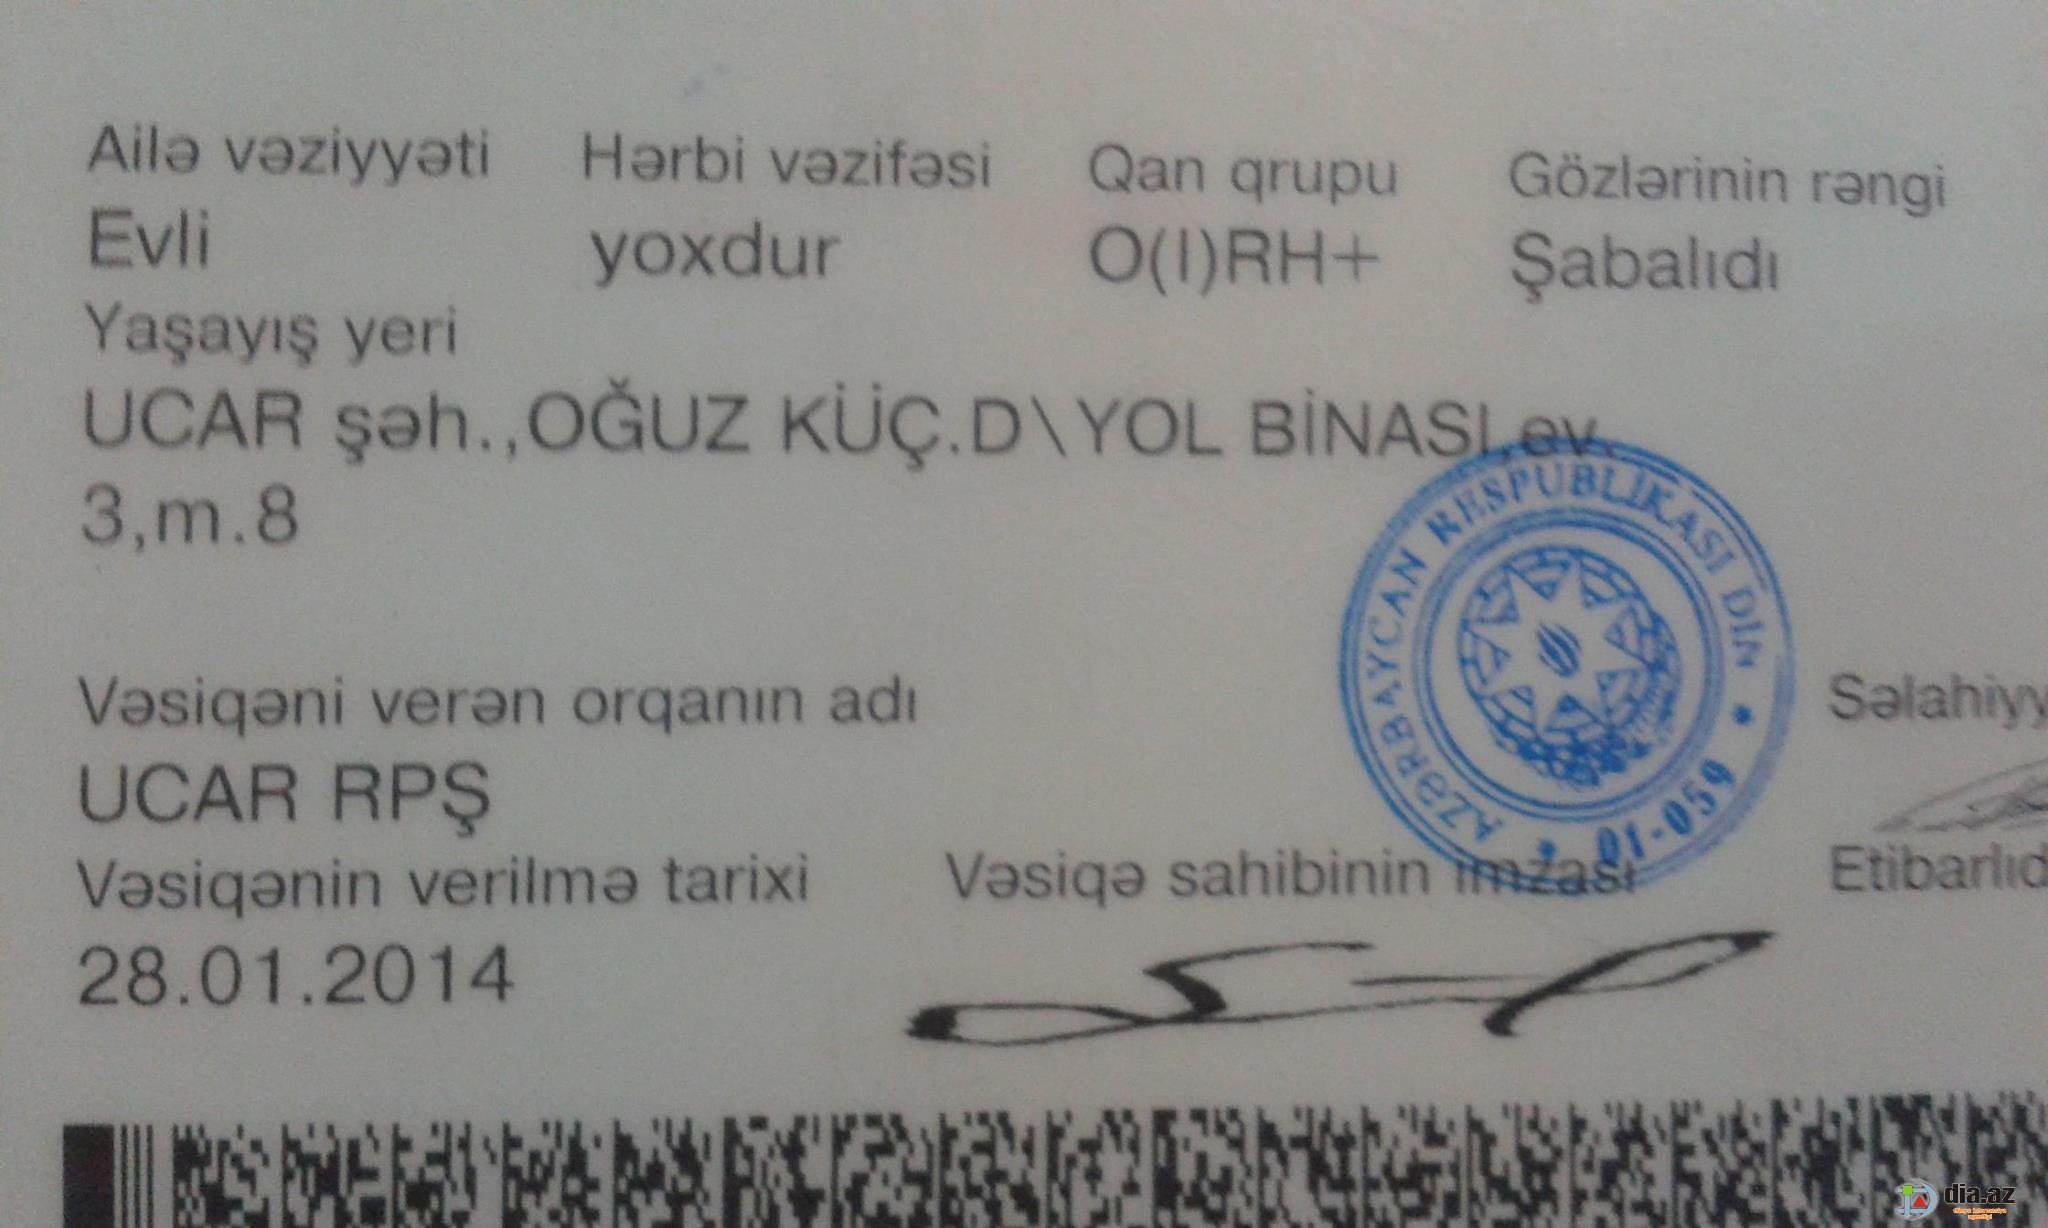 Ailə vəziyyəti Hərbi vəzifəsi Qan qrupu Gözlərinin rəngi
Evli yoxdur O(I)RH+ Şabalıdı
Yaşayış yeri
UCAR şəh.,OĞUZ KÜÇ.D\YOL BİNASI,ev.
3,m.8
AZƏRBAYCAN RESPUBLİKASI DİN
* 01-059 *
Vəsiqəni verən orqanın adı Səlahiyy
UCAR RPŞ
Vəsiqənin verilmə tarixi Vəsiqə sahibinin imzası Etibarlıd
28.01.2014
dia.az